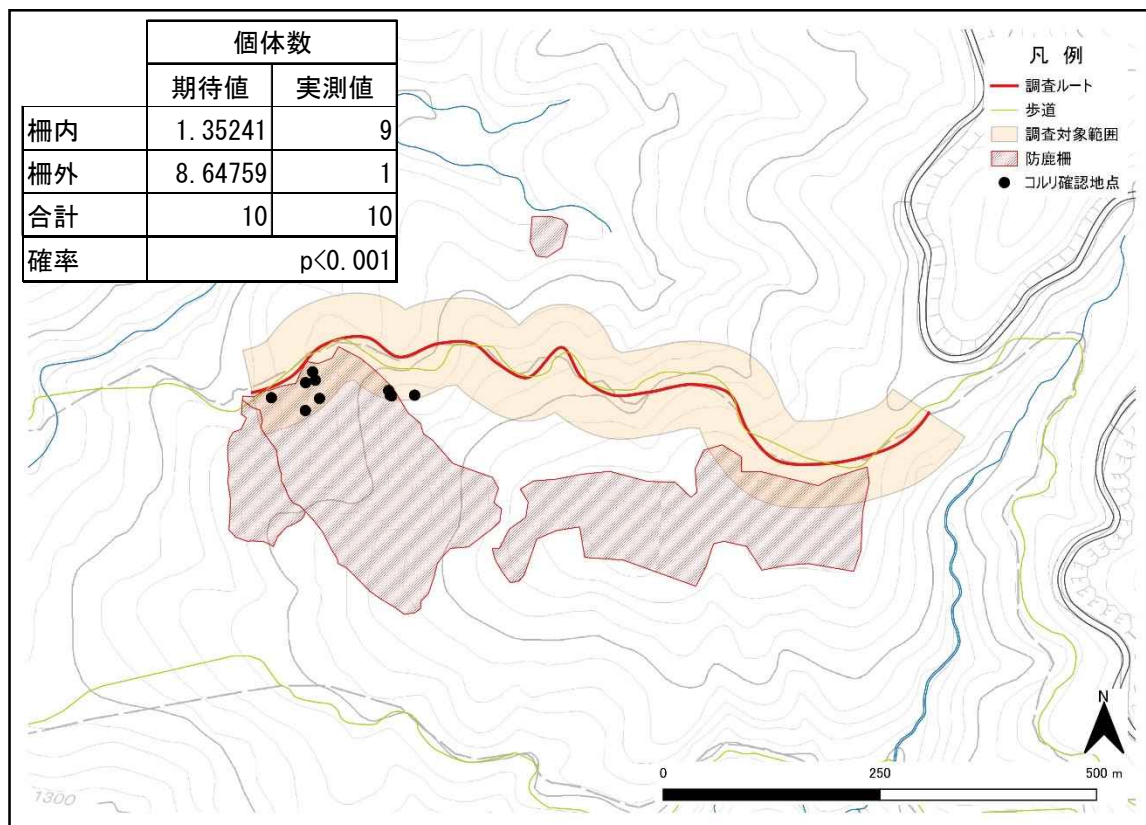 個体数
期待値 実測値
柵内 1.35241 9
柵外 8.64759 1
合計 10 10
確率 p<0.001
凡 例
調査ルート
歩道
調査対象範囲
防鹿柵
コルリ確認地点
N
0 250 500 m
1300